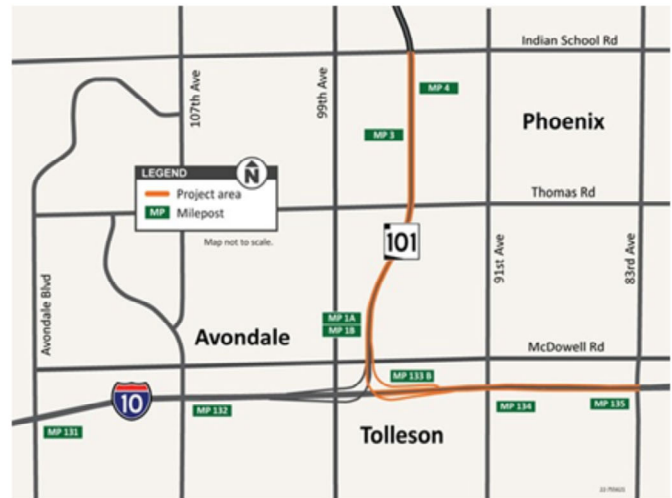 Indian School Rd
107th Ave
99th Ave
MP 4
Phoenix
MP 3
LEGEND
N
Project area
MP Milepost
Map not to scale.
Thomas Rd
101
91st Ave
83rd Ave
Avondale Blvd
MP 1A
MP 1B
Avondale
McDowell Rd
MP 133 B
10
MP 132
MP 134
MP 135
MP 131
Tolleson